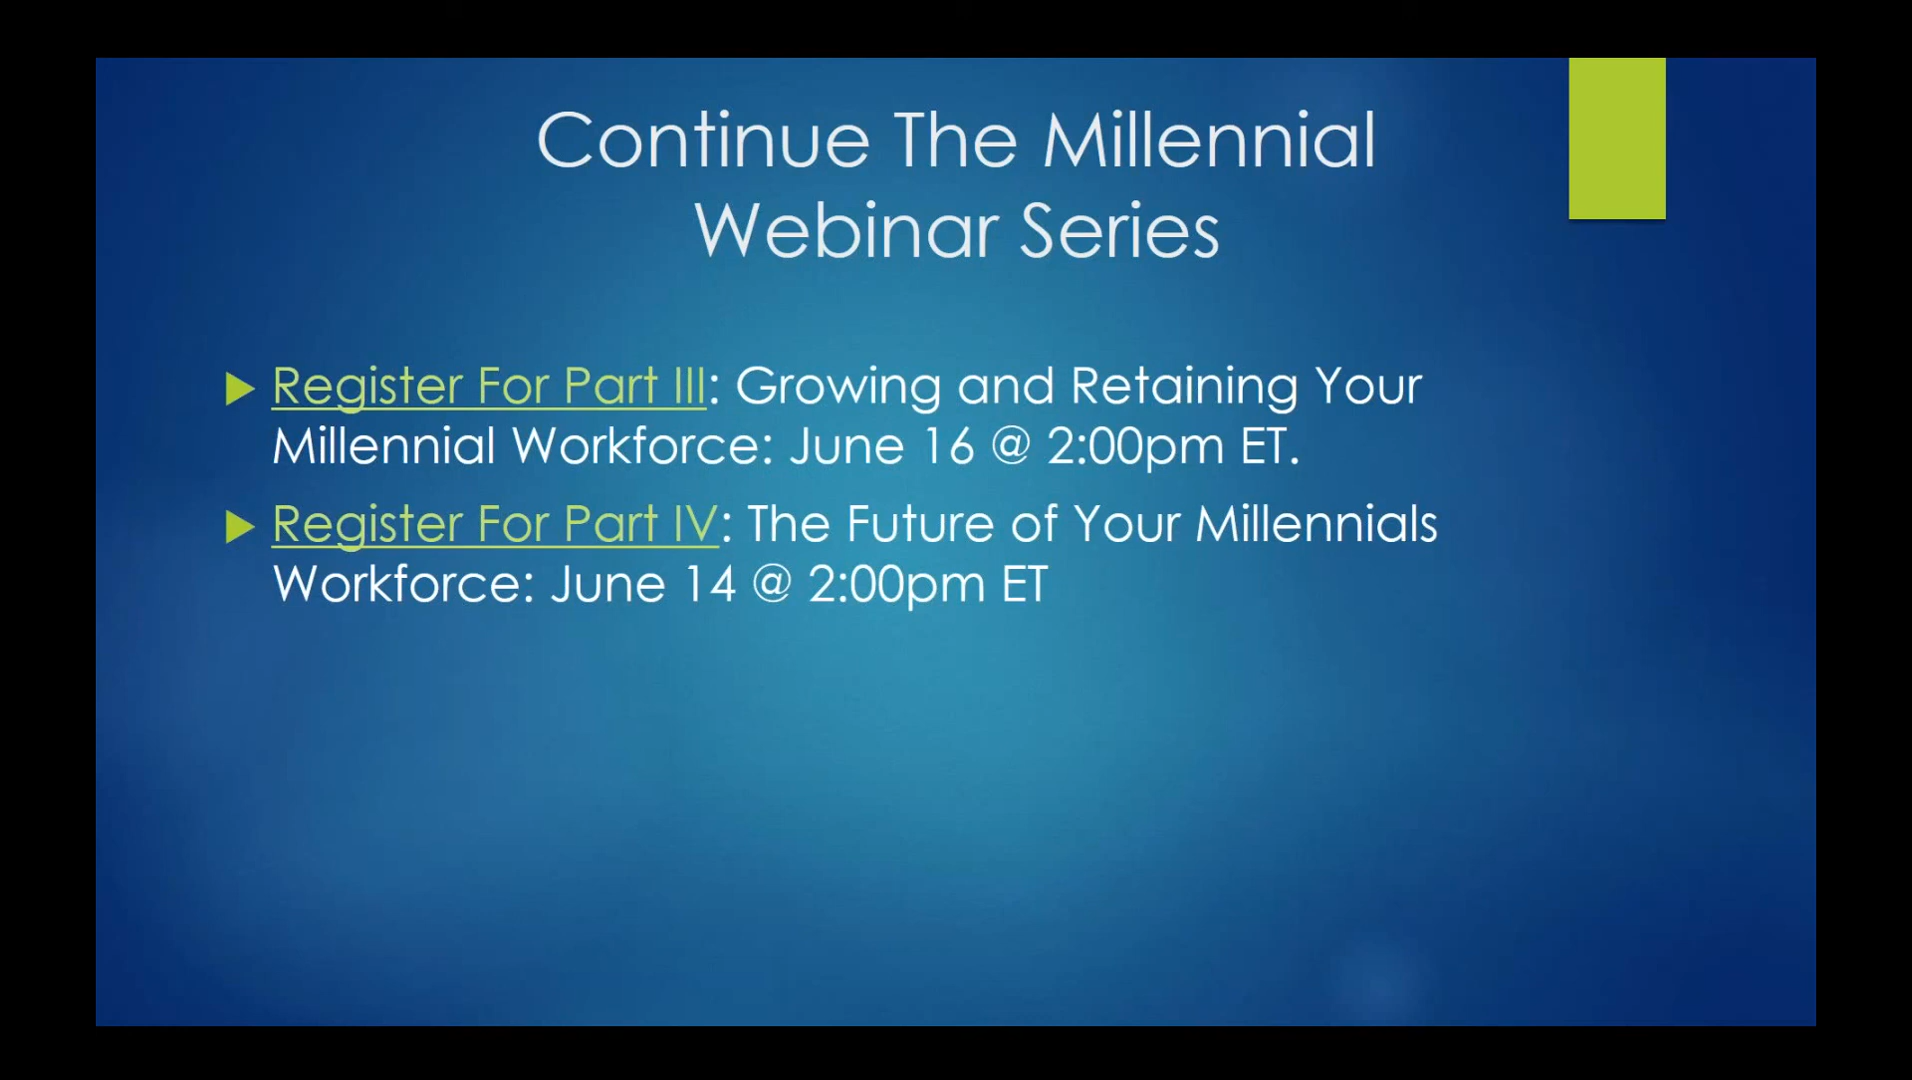 Continue The Millennial
Webinar Series
Register For Part III: Growing and Retaining Your
Millennial Workforce: June 16 @ 2:00pm ET.
Register For Part IV: The Future of Your Millennials
Workforce: June 14 @ 2:00pm ET